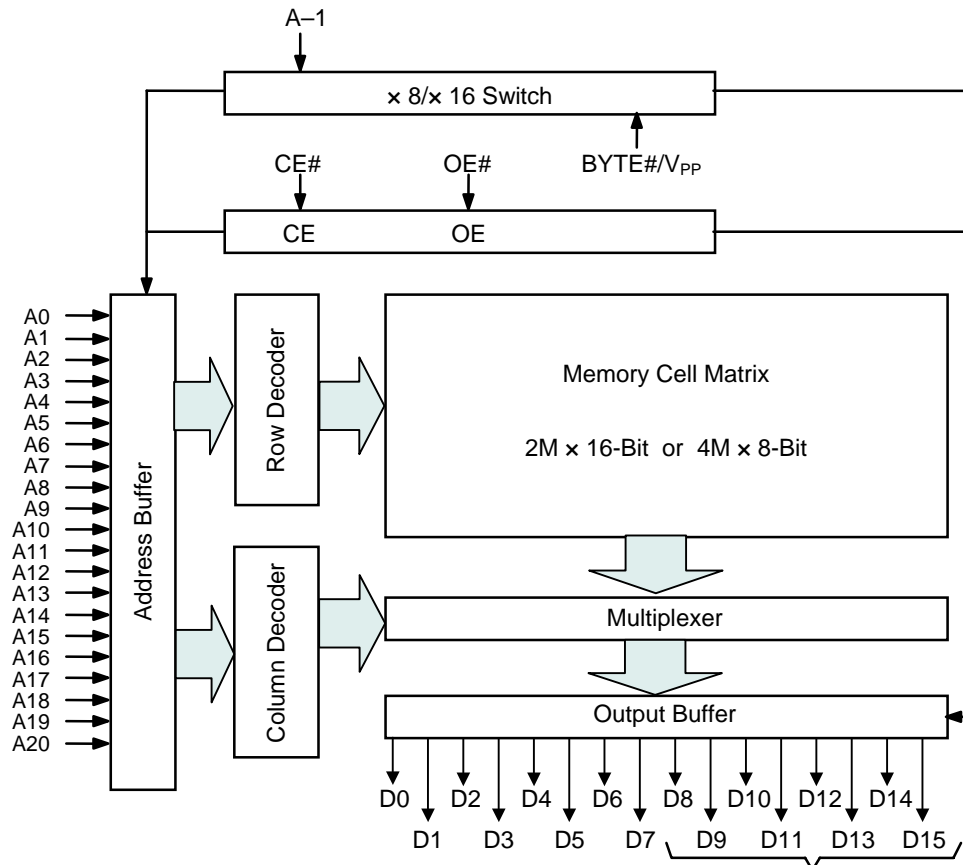 A–1
× 8/× 16 Switch
CE# OE# BYTE#/VPP
CE OE
A0
A1
A2
A3
A4
A5
A6
A7
A8
A9
A10
A11
A12
A13
A14
A15
A16
A17
A18
A19
A20
Address Buffer
Row Decoder
Column Decoder
Memory Cell Matrix
2M × 16-Bit or 4M × 8-Bit
Multiplexer
Output Buffer
D0 D2 D4 D6 D8 D10 D12 D14
D1 D3 D5 D7 D9 D11 D13 D15